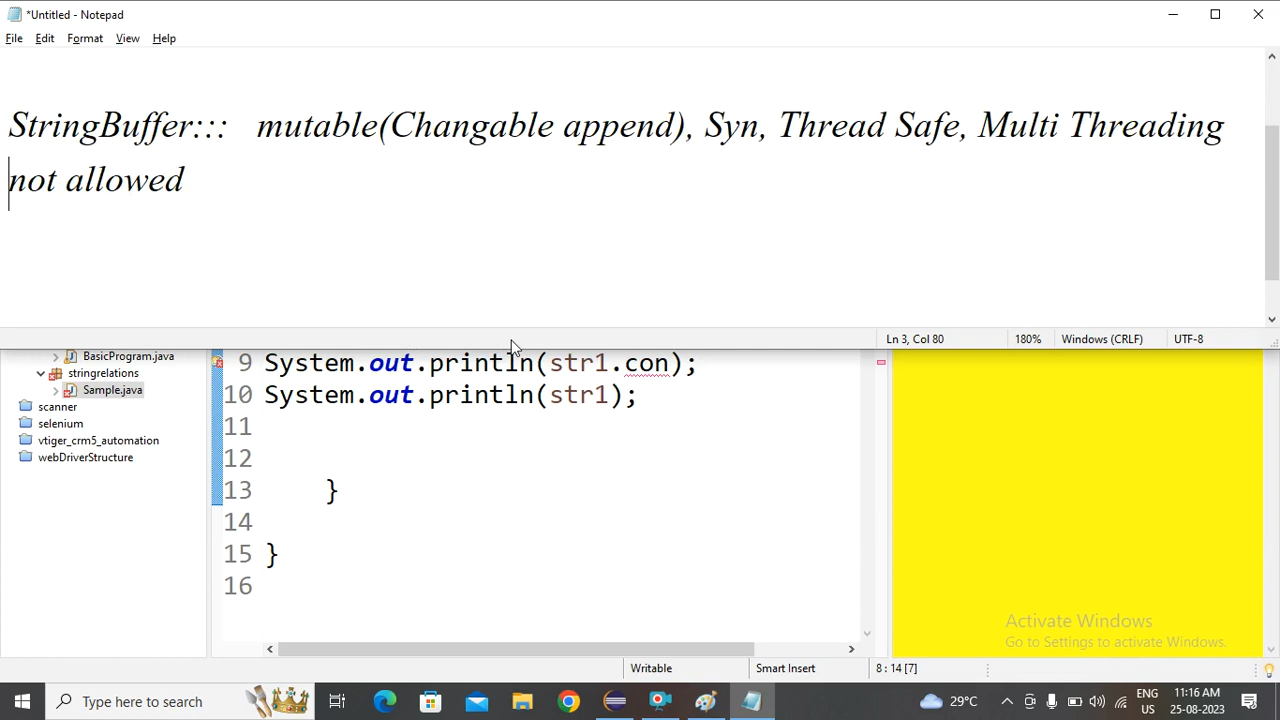 *Untitled - Notepad
File Edit Format View Help
StringBuffer::: mutable(Changable append), Syn, Thread Safe, Multi Threading
not allowed
Ln 3, Col 80 180% Windows (CRLF) UTF-8
BasicProgram.java
stringrelations
Sample.java
scanner
selenium
vtiger_crm5_automation
webDriverStructure
9 System.out.println(str1.con);
10 System.out.println(str1);
11
12
13 }
14
15 }
16
Activate Windows
Go to Settings to activate Windows.
Writable Smart Insert 8 : 14 [7]
Type here to search
29°C
ENG
US
11:16 AM
25-08-2023